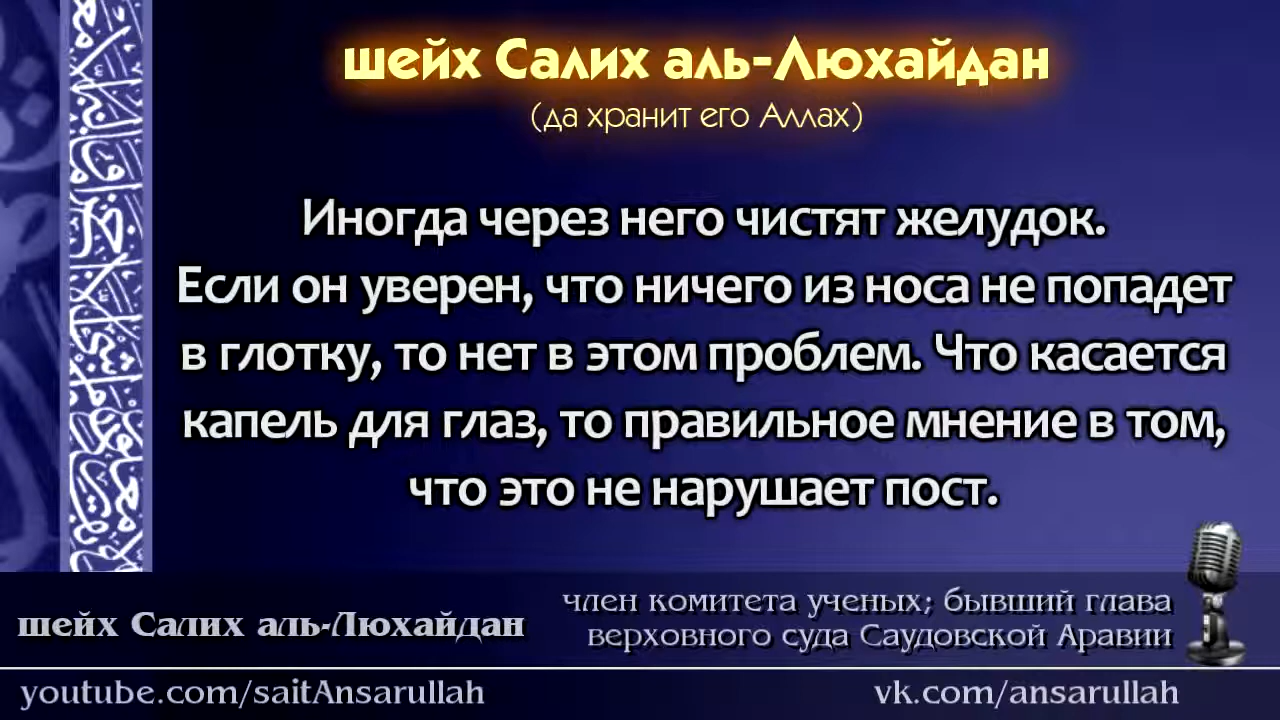 шейх Салих аль-Люхайдан
(да хранит его Аллах)
Иногда через него чистят желудок.
Если он уверен, что ничего из носа не попадет
в глотку, то нет в этом проблем. Что касается
капель для глаз, то правильное мнение в том,
что это не нарушает пост.
шейх Салих аль-Люхайдан
член комитета ученых; бывший глава
верховного суда Саудовской Аравии
youtube.com/saitAnsarullah
vk.com/ansarullah